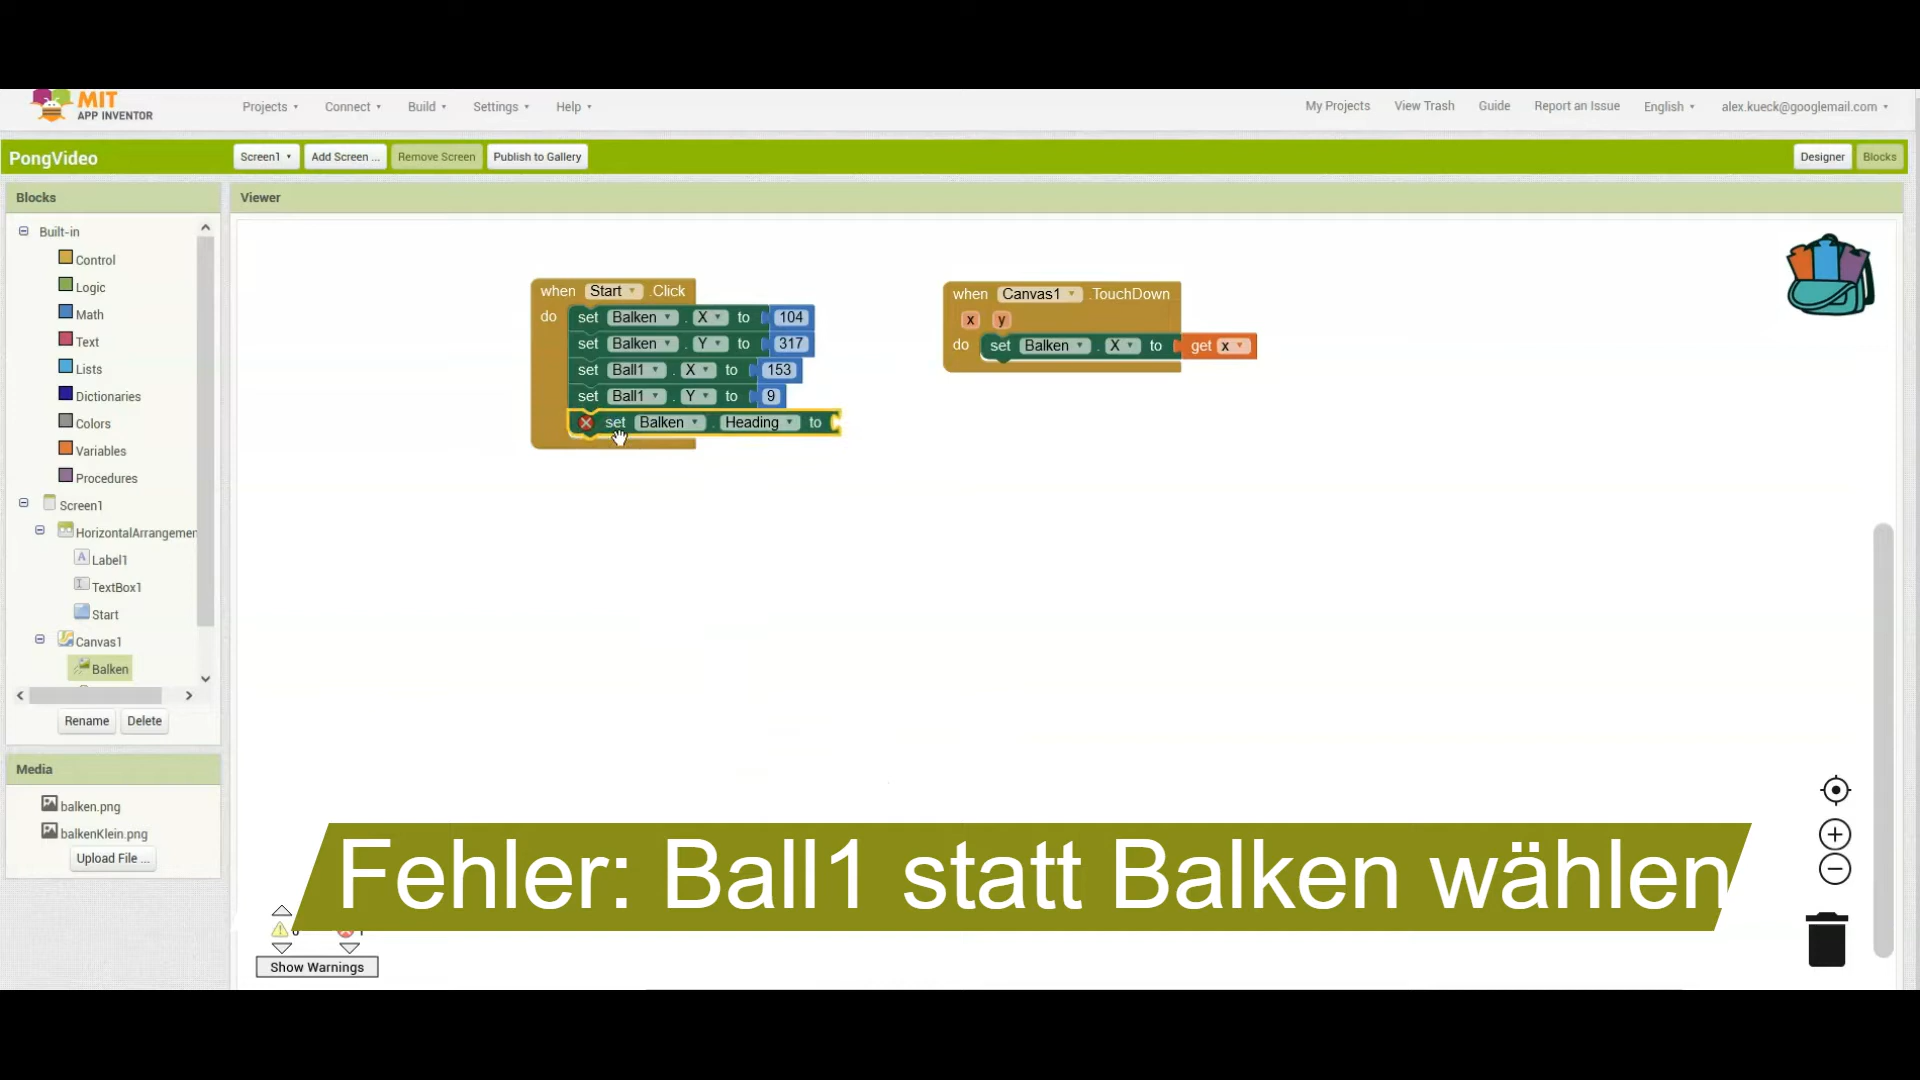 MIT
APP INVENTOR
Projects Connect Build Settings Help My Projects View Trash Guide Report an Issue English alex.kueck@googlemail.com
PongVideo Screen1 Add Screen ... Remove Screen Publish to Gallery Designer Blocks
Blocks
Built-in
Control
Logic
Math
Text
Lists
Dictionaries
Colors
Variables
Procedures
Screen1
HorizontalArrangemen
Label1
TextBox1
Start
Canvas1
Balken
Rename Delete
Media
balken.png
balkenKlein.png
Upload File ...
Viewer
when Start .Click
do set Balken . X to 104
set Balken . Y to 317
set Ball1 . X to 153
set Ball1 . Y to 9
set Balken . Heading to
when Canvas1 .TouchDown
x y
do set Balken . X to get x
Fehler: Ball1 statt Balken wählen
Show Warnings